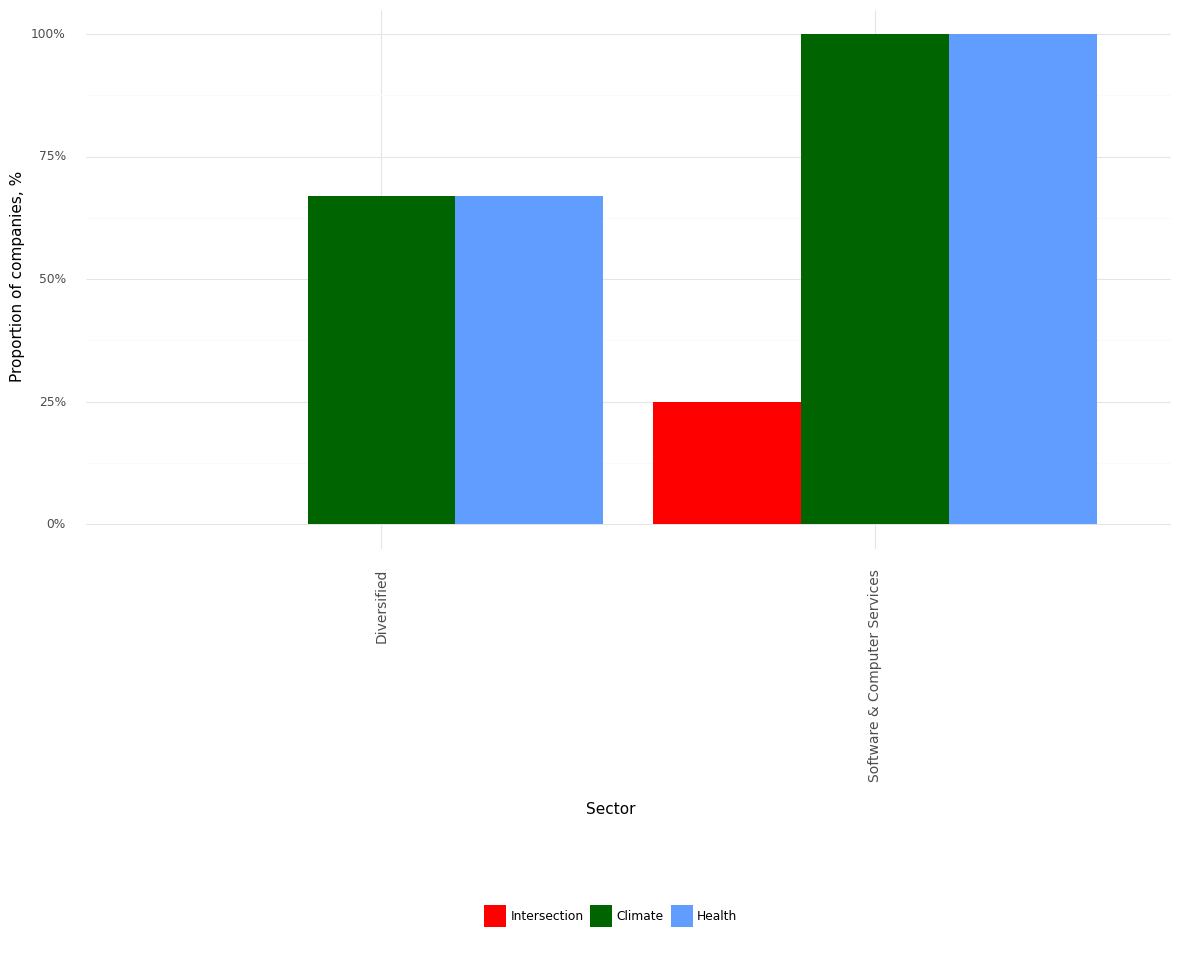 Proportion of companies, %
100%
75%
50%
25%
0%
Diversified
Software & Computer Services
Sector
Intersection
Climate
Health